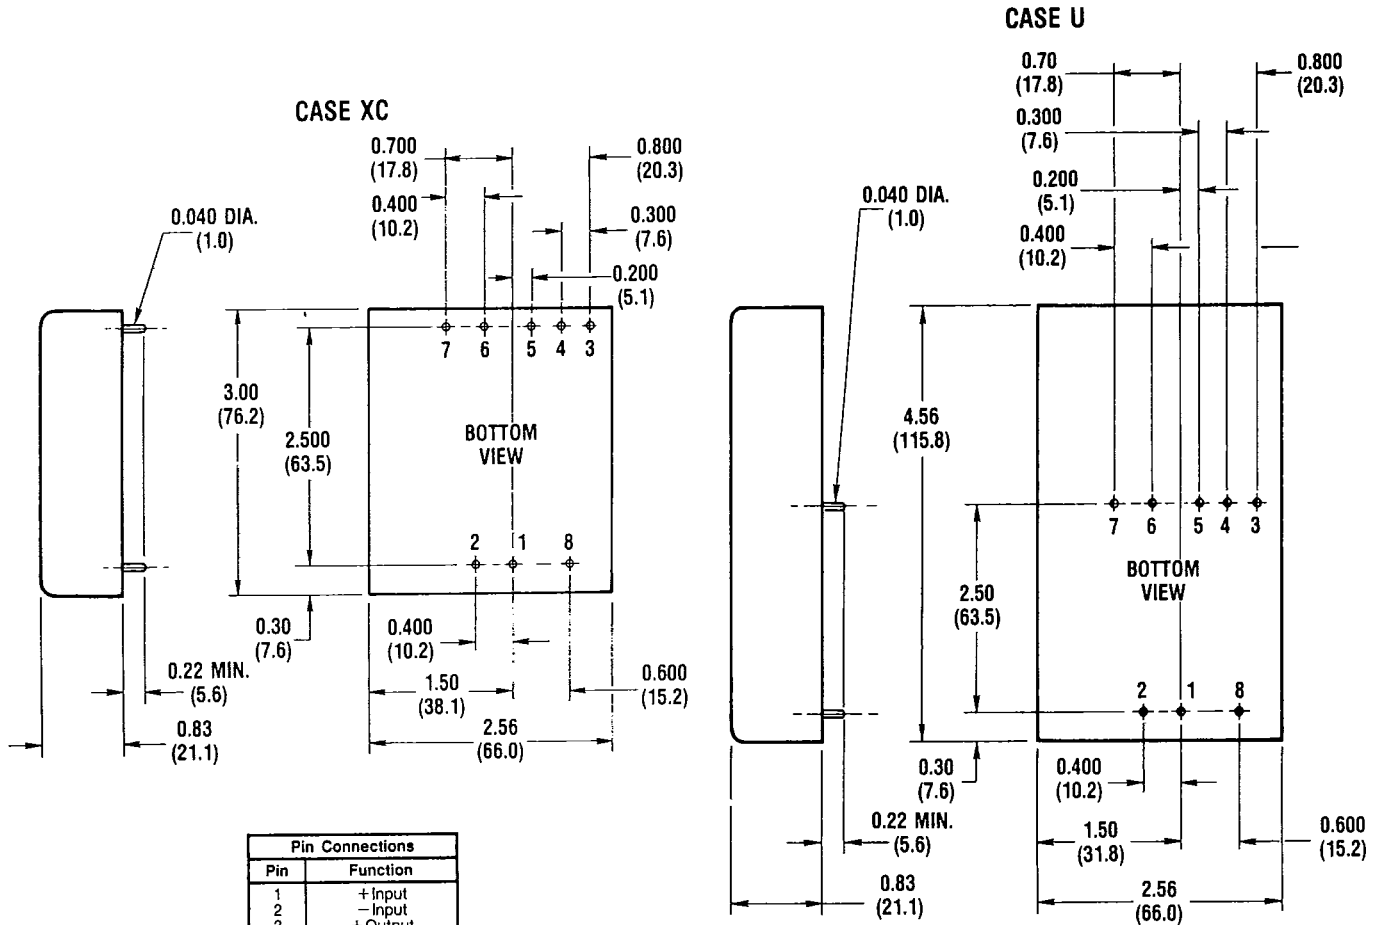 CASE XC
0.700
(17.8)
0.800
(20.3)
0.400
(10.2)
0.300
(7.6)
0.200
(5.1)
0.040 DIA.
(1.0)
7 6 5 4 3
3.00
(76.2)
2.500
(63.5)
BOTTOM
VIEW
2 1 8
0.30
(7.6)
0.400
(10.2)
0.22 MIN.
(5.6)
1.50
(38.1)
0.600
(15.2)
0.83
(21.1)
2.56
(66.0)
Pin Connections
Pin Function
1 +Input
2 −Input
3 +Output
CASE U
0.70
(17.8)
0.800
(20.3)
0.300
(7.6)
0.200
(5.1)
0.400
(10.2)
0.040 DIA.
(1.0)
4.56
(115.8)
7 6 5 4 3
BOTTOM
VIEW
2.50
(63.5)
2 1 8
0.30
(7.6)
0.400
(10.2)
0.22 MIN.
(5.6)
1.50
(31.8)
0.600
(15.2)
0.83
(21.1)
2.56
(66.0)